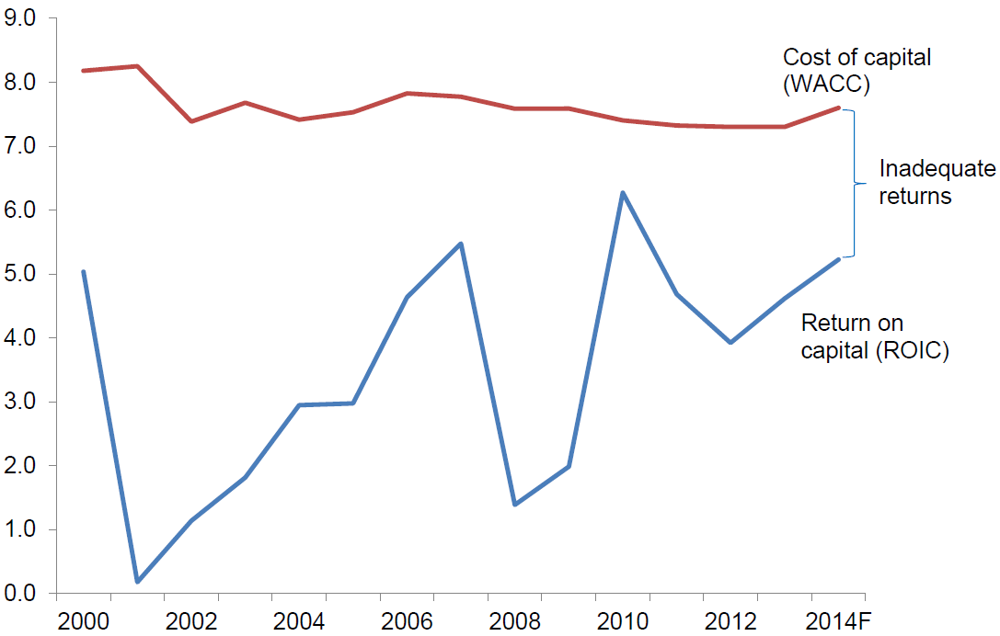 9.0
8.0
7.0
6.0
5.0
4.0
3.0
2.0
1.0
0.0
Cost of capital
(WACC)
Inadequate
returns
Return on
capital (ROIC)
2000 2002 2004 2006 2008 2010 2012 2014F